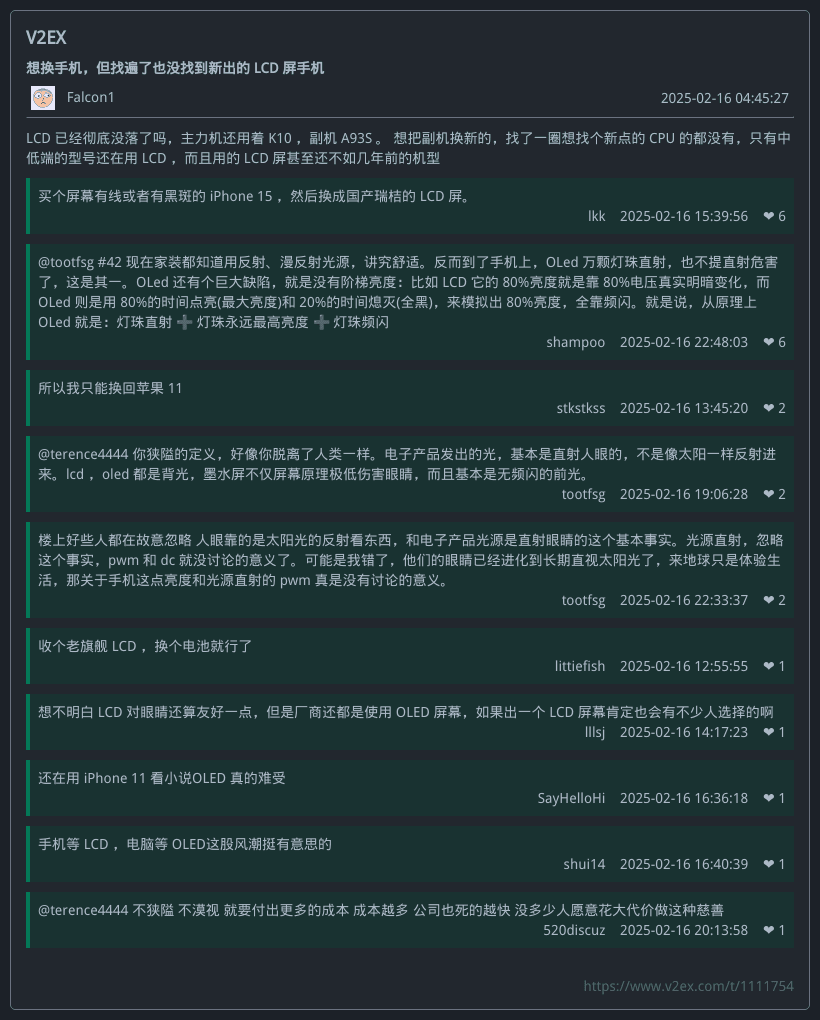 V2EX
想换手机，但找遍了也没找到新出的 LCD 屏手机
Falcon1 2025-02-16 04:45:27
LCD 已经彻底没落了吗，主力机还用着 K10 ，副机 A93S 。 想把副机换新的，找了一圈想找个新点的 CPU 的都没有，只有中
低端的型号还在用 LCD ，而且用的 LCD 屏甚至还不如几年前的机型
买个屏幕有线或者有黑斑的 iPhone 15 ，然后换成国产瑞桔的 LCD 屏。
lkk 2025-02-16 15:39:56 ❤ 6
@tootfsg #42 现在家装都知道用反射、漫反射光源，讲究舒适。反而到了手机上，OLed 万颗灯珠直射，也不提直射危害
了，这是其一。OLed 还有个巨大缺陷，就是没有阶梯亮度：比如 LCD 它的 80%亮度就是靠 80%电压真实明暗变化，而
OLed 则是用 80%的时间点亮(最大亮度)和 20%的时间熄灭(全黑)，来模拟出 80%亮度，全靠频闪。就是说，从原理上
OLed 就是：灯珠直射 ➕ 灯珠永远最高亮度 ➕ 灯珠频闪
shampoo 2025-02-16 22:48:03 ❤ 6
所以我只能换回苹果 11
stkstkss 2025-02-16 13:45:20 ❤ 2
@terence4444 你狭隘的定义，好像你脱离了人类一样。电子产品发出的光，基本是直射人眼的，不是像太阳一样反射进
来。lcd ，oled 都是背光，墨水屏不仅屏幕原理极低伤害眼睛，而且基本是无频闪的前光。
tootfsg 2025-02-16 19:06:28 ❤ 2
楼上好些人都在故意忽略 人眼靠的是太阳光的反射看东西，和电子产品光源是直射眼睛的这个基本事实。光源直射，忽略
这个事实，pwm 和 dc 就没讨论的意义了。可能是我错了，他们的眼睛已经进化到长期直视太阳光了，来地球只是体验生
活，那关于手机这点亮度和光源直射的 pwm 真是没有讨论的意义。
tootfsg 2025-02-16 22:33:37 ❤ 2
收个老旗舰 LCD ，换个电池就行了
littiefish 2025-02-16 12:55:55 ❤ 1
想不明白 LCD 对眼睛还算友好一点，但是厂商还都是使用 OLED 屏幕，如果出一个 LCD 屏幕肯定也会有不少人选择的啊
lllsj 2025-02-16 14:17:23 ❤ 1
还在用 iPhone 11 看小说OLED 真的难受
SayHelloHi 2025-02-16 16:36:18 ❤ 1
手机等 LCD ，电脑等 OLED这股风潮挺有意思的
shui14 2025-02-16 16:40:39 ❤ 1
@terence4444 不狭隘 不漠视 就要付出更多的成本 成本越多 公司也死的越快 没多少人愿意花大代价做这种慈善
520discuz 2025-02-16 20:13:58 ❤ 1
https://www.v2ex.com/t/1111754